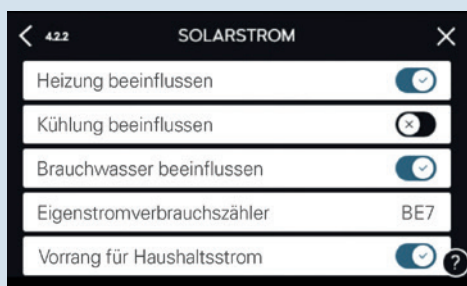 4.2.2 SOLARSTROM
Heizung beeinflussen
Kühlung beeinflussen
Brauchwasser beeinflussen
Eigenstromverbrauchszähler BE7
Vorrang für Haushaltsstrom
?